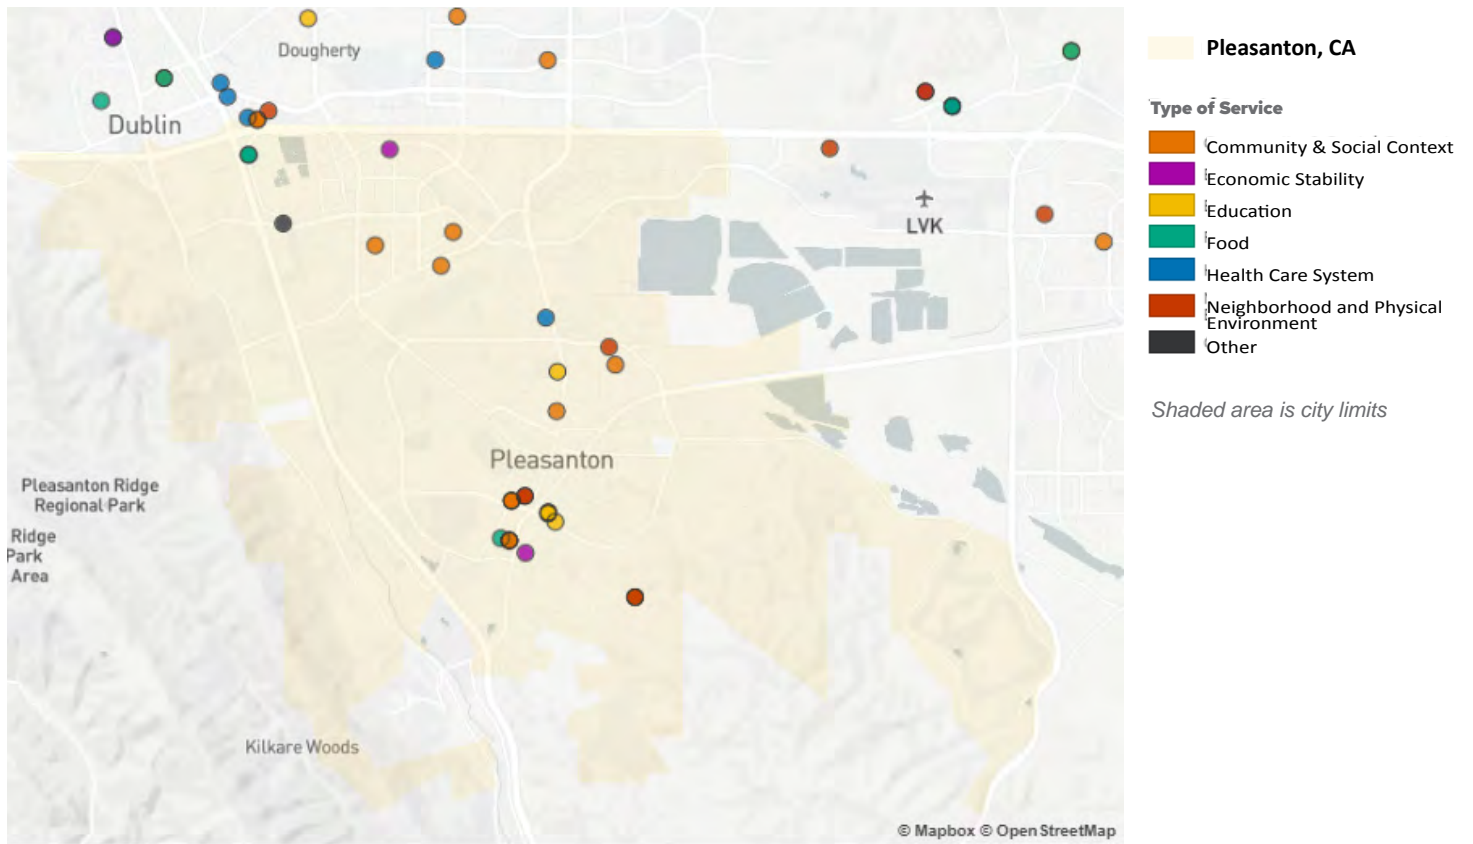 Dougherty
Dublin
LVK
Pleasanton
Pleasanton Ridge
Regional Park
Ridge
Park
Area
Kilkare Woods
© Mapbox © OpenStreetMap
Pleasanton, CA
Type of Service
Community & Social Context
Economic Stability
Education
Food
Health Care System
Neighborhood and Physical
Environment
Other
Shaded area is city limits